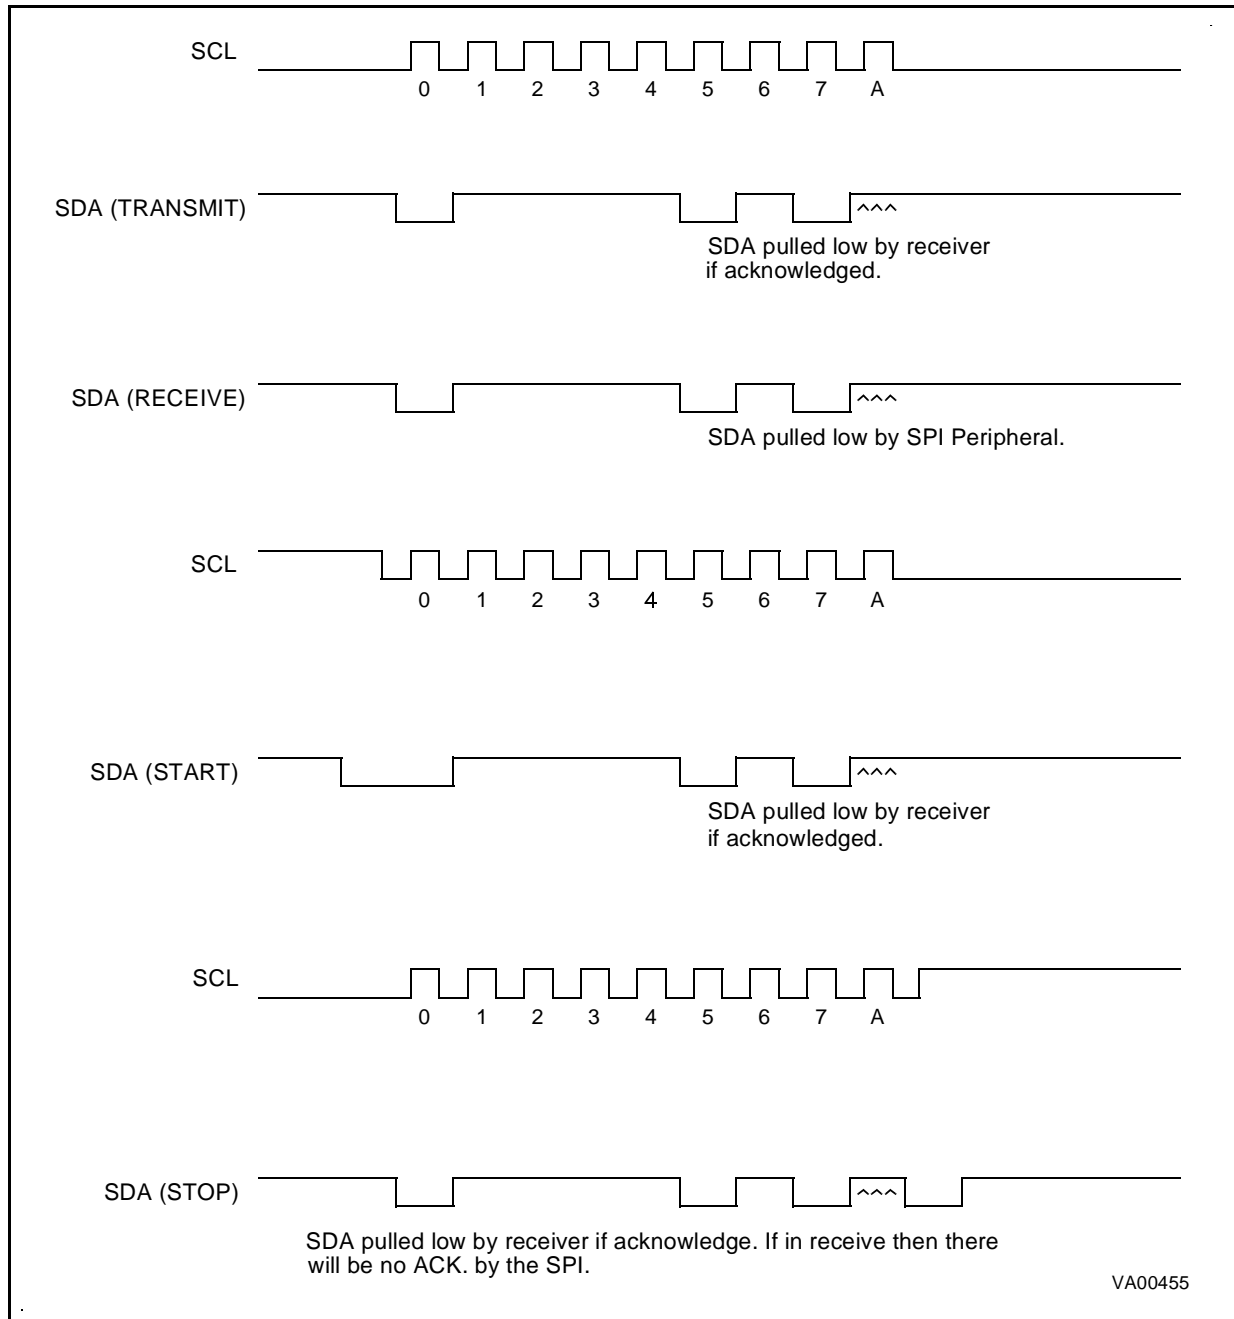 SCL
0 1 2 3 4 5 6 7 A
SDA (TRANSMIT)
^^^
SDA pulled low by receiver
if acknowledged.
SDA (RECEIVE)
^^^
SDA pulled low by SPI Peripheral.
SCL
0 1 2 3 4 5 6 7 A
SDA (START)
^^^
SDA pulled low by receiver
if acknowledged.
SCL
0 1 2 3 4 5 6 7 A
SDA (STOP)
^^^
SDA pulled low by receiver if acknowledge. If in receive then there
will be no ACK. by the SPI.
VA00455